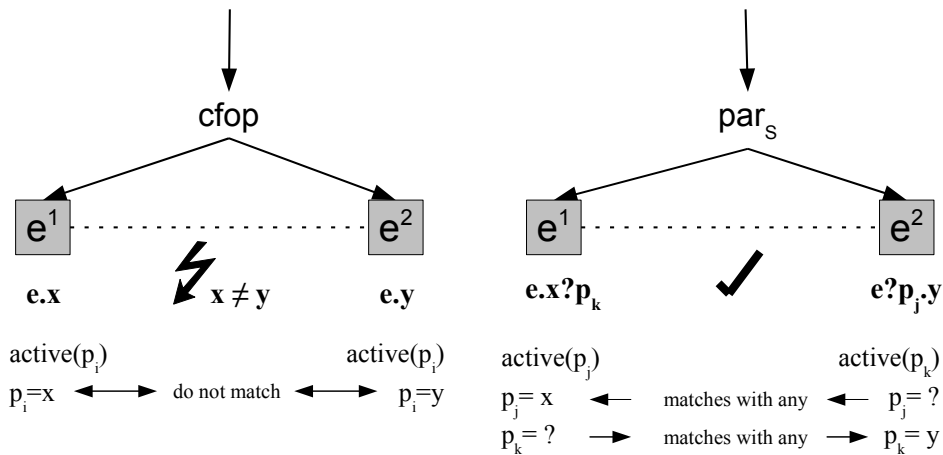 cfop
e¹ e²
e.x x ≠ y e.y
active(pᵢ) active(pᵢ)
pᵢ=x do not match pᵢ=y
par_S
e¹ e²
e.x?pₖ e?pⱼ.y
active(pⱼ) active(pₖ)
pⱼ= x matches with any pⱼ= ?
pₖ= ? matches with any pₖ= y